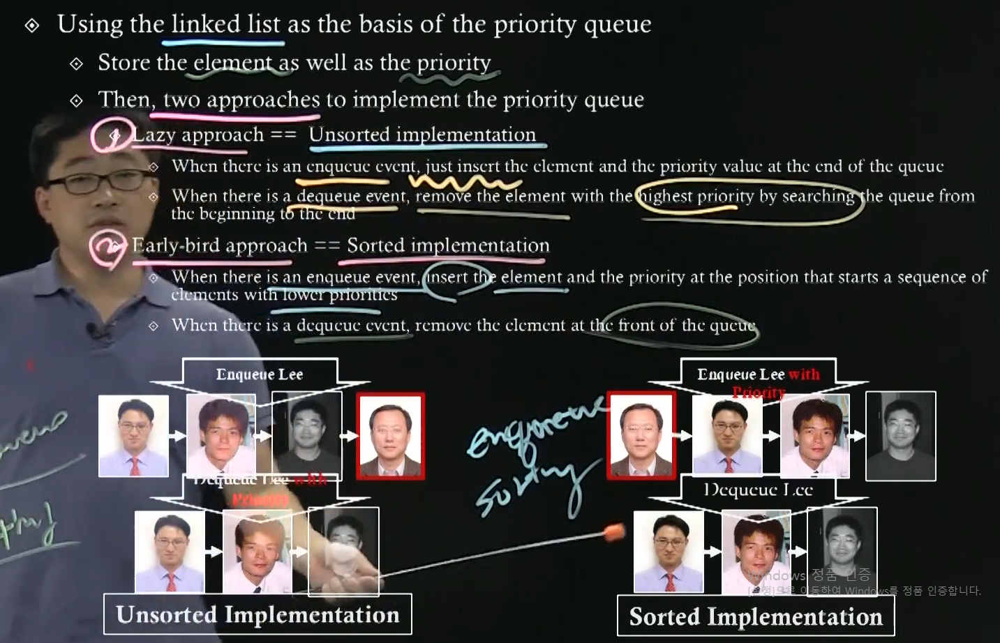 Using the linked list as the basis of the priority queue
Store the element as well as the priority
Then, two approaches to implement the priority queue
1 Lazy approach == Unsorted implementation
When there is an enqueue event, just insert the element and the priority value at the end of the queue
When there is a dequeue event, remove the element with the highest priority by searching the queue from
the beginning to the end
2 Early-bird approach == Sorted implementation
When there is an enqueue event, insert the element and the priority at the position that starts a sequence of
elements with lower priorities
When there is a dequeue event, remove the element at the front of the queue
Enqueue Lee
Enqueue Lee with
Priority
enqueue
sorting
Dequeue Lee with
Priority
Dequeue Lee
Windows 정품 인증
[설정]으로 이동하여 Windows를 정품 인증합니다.
Unsorted Implementation
Sorted Implementation